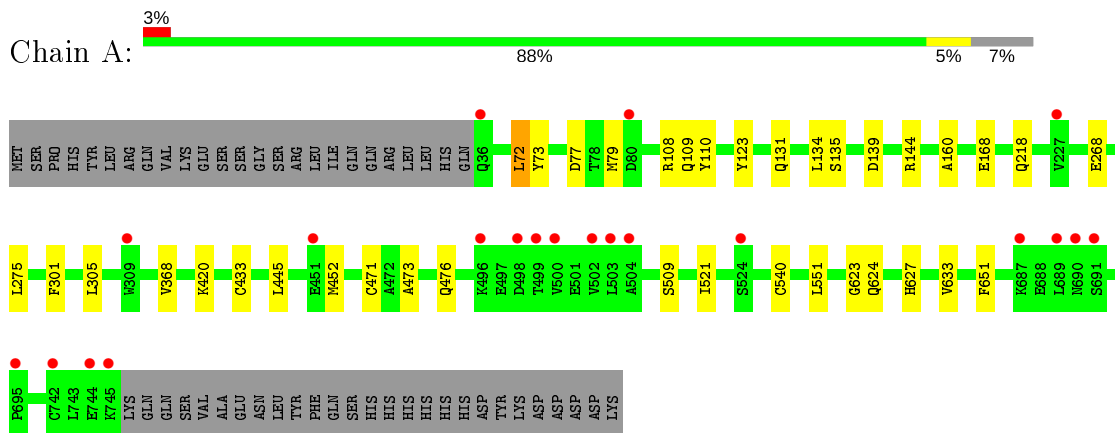 3%
Chain A:
88% 5% 7%
MET SER PRO HIS TYR LEU ARG GLN VAL LYS GLU SER SER GLY SER ARG LEU ILE GLN GLN ARG LEU LEU HIS GLN Q36 L72 Y73 D77 T78 M79 D80 R108 Q109 Y110 Y123 Q131 L134 S135 D139 R144 A160 E168 Q218 V227 E268
L275 F301 L305 W309 V368 K420 C433 L445 E451 M452 C471 A472 A473 Q476 K496 E497 D498 T499 V500 E501 V502 L503 A504 S509 I521 S524 C540 L551 G623 Q624 H627 V633 F651 K687 E688 L689 N690 S691
P695 C742 L743 E744 K745 LYS GLN GLN SER VAL ALA GLU ASN LEU TYR PHE GLN SER HIS HIS HIS HIS HIS HIS ASP TYR LYS ASP ASP ASP ASP LYS